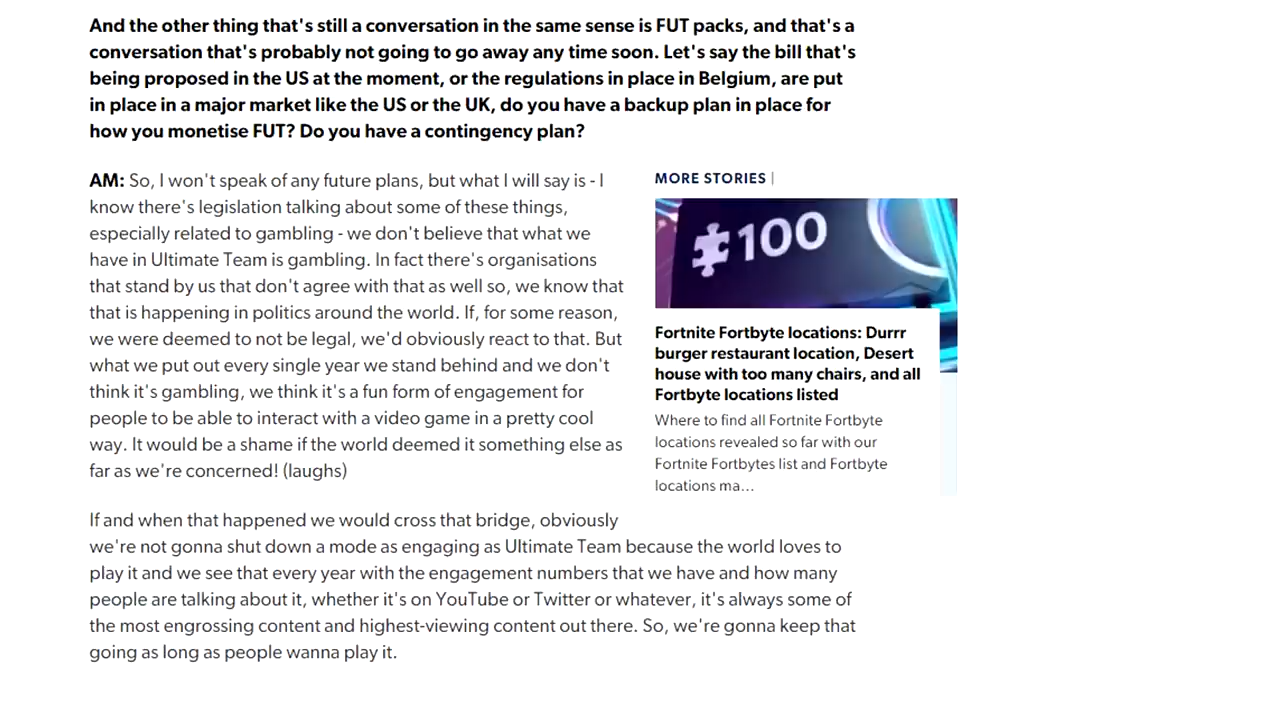 And the other thing that's still a conversation in the same sense is FUT packs, and that's a
conversation that's probably not going to go away any time soon. Let's say the bill that's
being proposed in the US at the moment, or the regulations in place in Belgium, are put
in place in a major market like the US or the UK, do you have a backup plan in place for
how you monetise FUT? Do you have a contingency plan?
AM: So, I won't speak of any future plans, but what I will say is - I
know there's legislation talking about some of these things,
especially related to gambling - we don't believe that what we
have in Ultimate Team is gambling. In fact there's organisations
that stand by us that don't agree with that as well so, we know that
that is happening in politics around the world. If, for some reason,
we were deemed to not be legal, we'd obviously react to that. But
what we put out every single year we stand behind and we don't
think it's gambling, we think it's a fun form of engagement for
people to be able to interact with a video game in a pretty cool
way. It would be a shame if the world deemed it something else as
far as we're concerned! (laughs)
If and when that happened we would cross that bridge, obviously
we're not gonna shut down a mode as engaging as Ultimate Team because the world loves to
play it and we see that every year with the engagement numbers that we have and how many
people are talking about it, whether it's on YouTube or Twitter or whatever, it's always some of
the most engrossing content and highest-viewing content out there. So, we're gonna keep that
going as long as people wanna play it.
MORE STORIES |
100
Fortnite Fortbyte locations: Durrr
burger restaurant location, Desert
house with too many chairs, and all
Fortbyte locations listed
Where to find all Fortnite Fortbyte
locations revealed so far with our
Fortnite Fortbytes list and Fortbyte
locations ma...